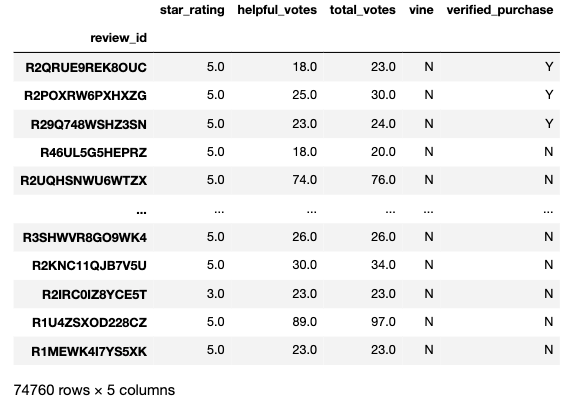 star_rating helpful_votes total_votes vine verified_purchase
review_id
R2QRUE9REK8OUC 5.0 18.0 23.0 N Y
R2POXRW6PXHXZG 5.0 25.0 30.0 N Y
R29Q748WSHZ3SN 5.0 23.0 24.0 N Y
R46UL5G5HEPRZ 5.0 18.0 20.0 N N
R2UQHSNWU6WTZX 5.0 74.0 76.0 N N
... ... ... ... ... ...
R3SHWVR8GO9WK4 5.0 26.0 26.0 N N
R2KNC11QJB7V5U 5.0 30.0 34.0 N N
R2IRC0IZ8YCE5T 3.0 23.0 23.0 N N
R1U4ZSXOD228CZ 5.0 89.0 97.0 N N
R1MEWK4I7YS5XK 5.0 23.0 23.0 N N
74760 rows × 5 columns